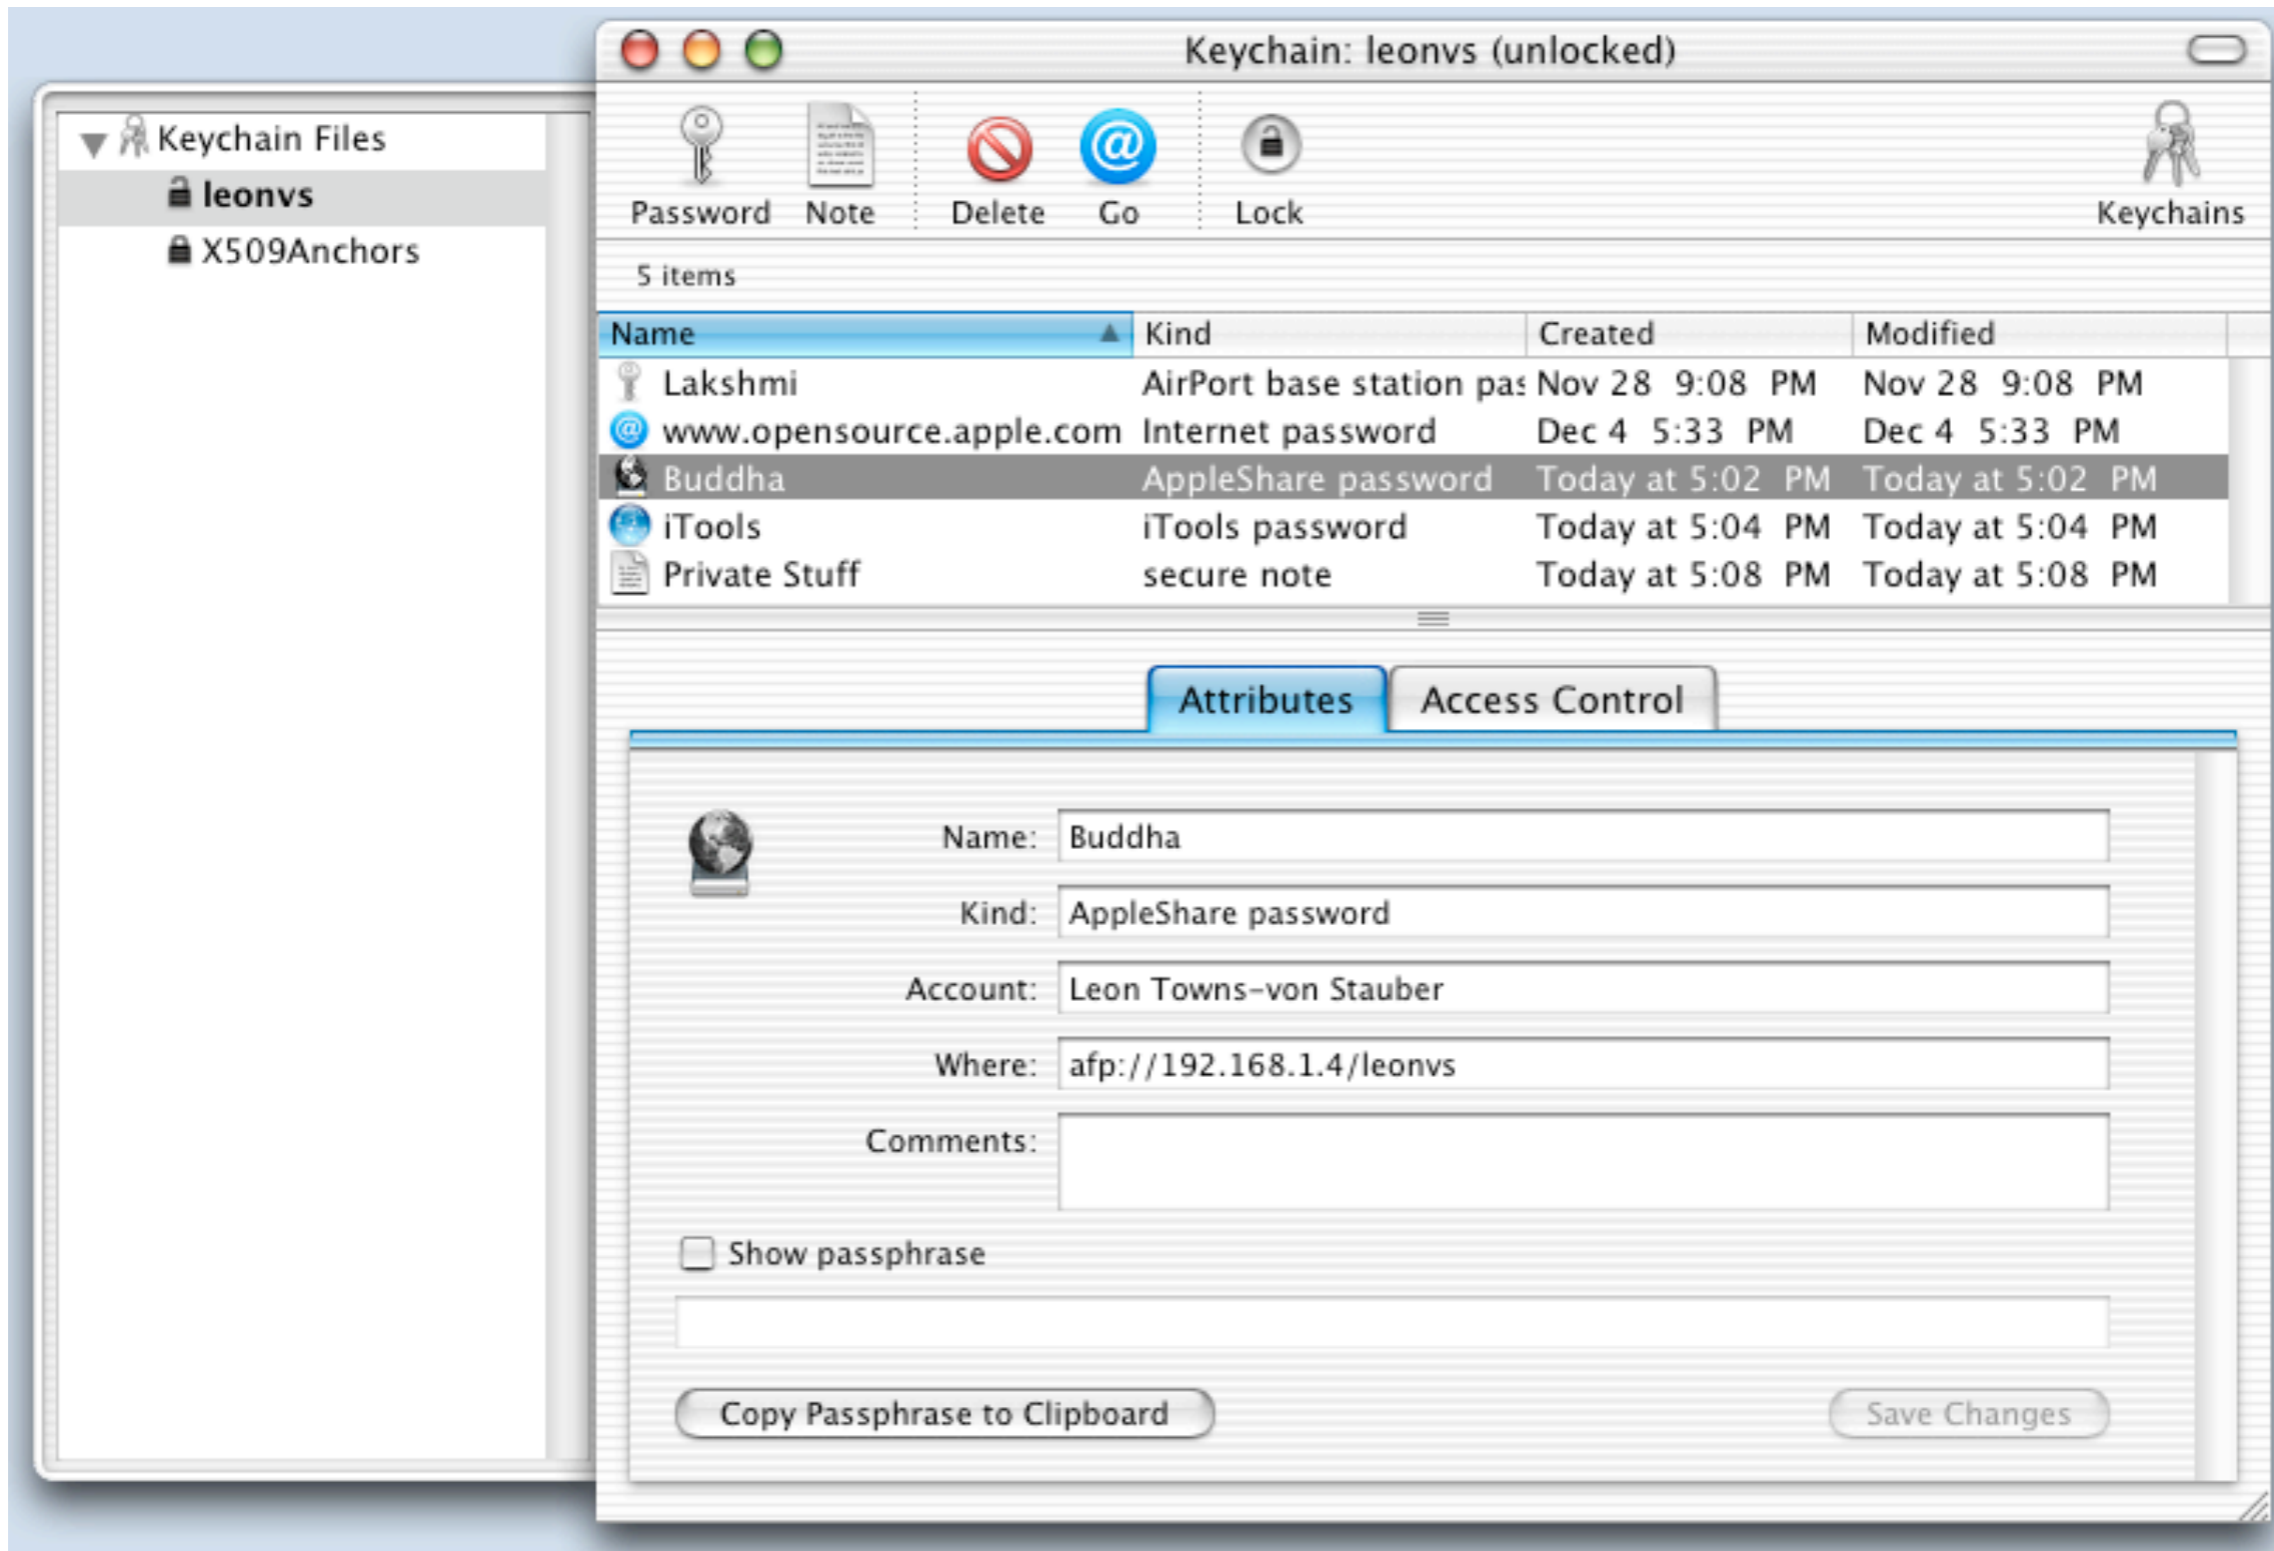 Keychain: leonvs (unlocked)
Keychain Files
leonvs
X509Anchors
Password Note Delete Go Lock Keychains
5 items
Name Kind Created Modified
Lakshmi AirPort base station pas Nov 28 9:08 PM Nov 28 9:08 PM
www.opensource.apple.com Internet password Dec 4 5:33 PM Dec 4 5:33 PM
Buddha AppleShare password Today at 5:02 PM Today at 5:02 PM
iTools iTools password Today at 5:04 PM Today at 5:04 PM
Private Stuff secure note Today at 5:08 PM Today at 5:08 PM
Attributes Access Control
Name: Buddha
Kind: AppleShare password
Account: Leon Towns-von Stauber
Where: afp://192.168.1.4/leonvs
Comments:
Show passphrase
Copy Passphrase to Clipboard Save Changes